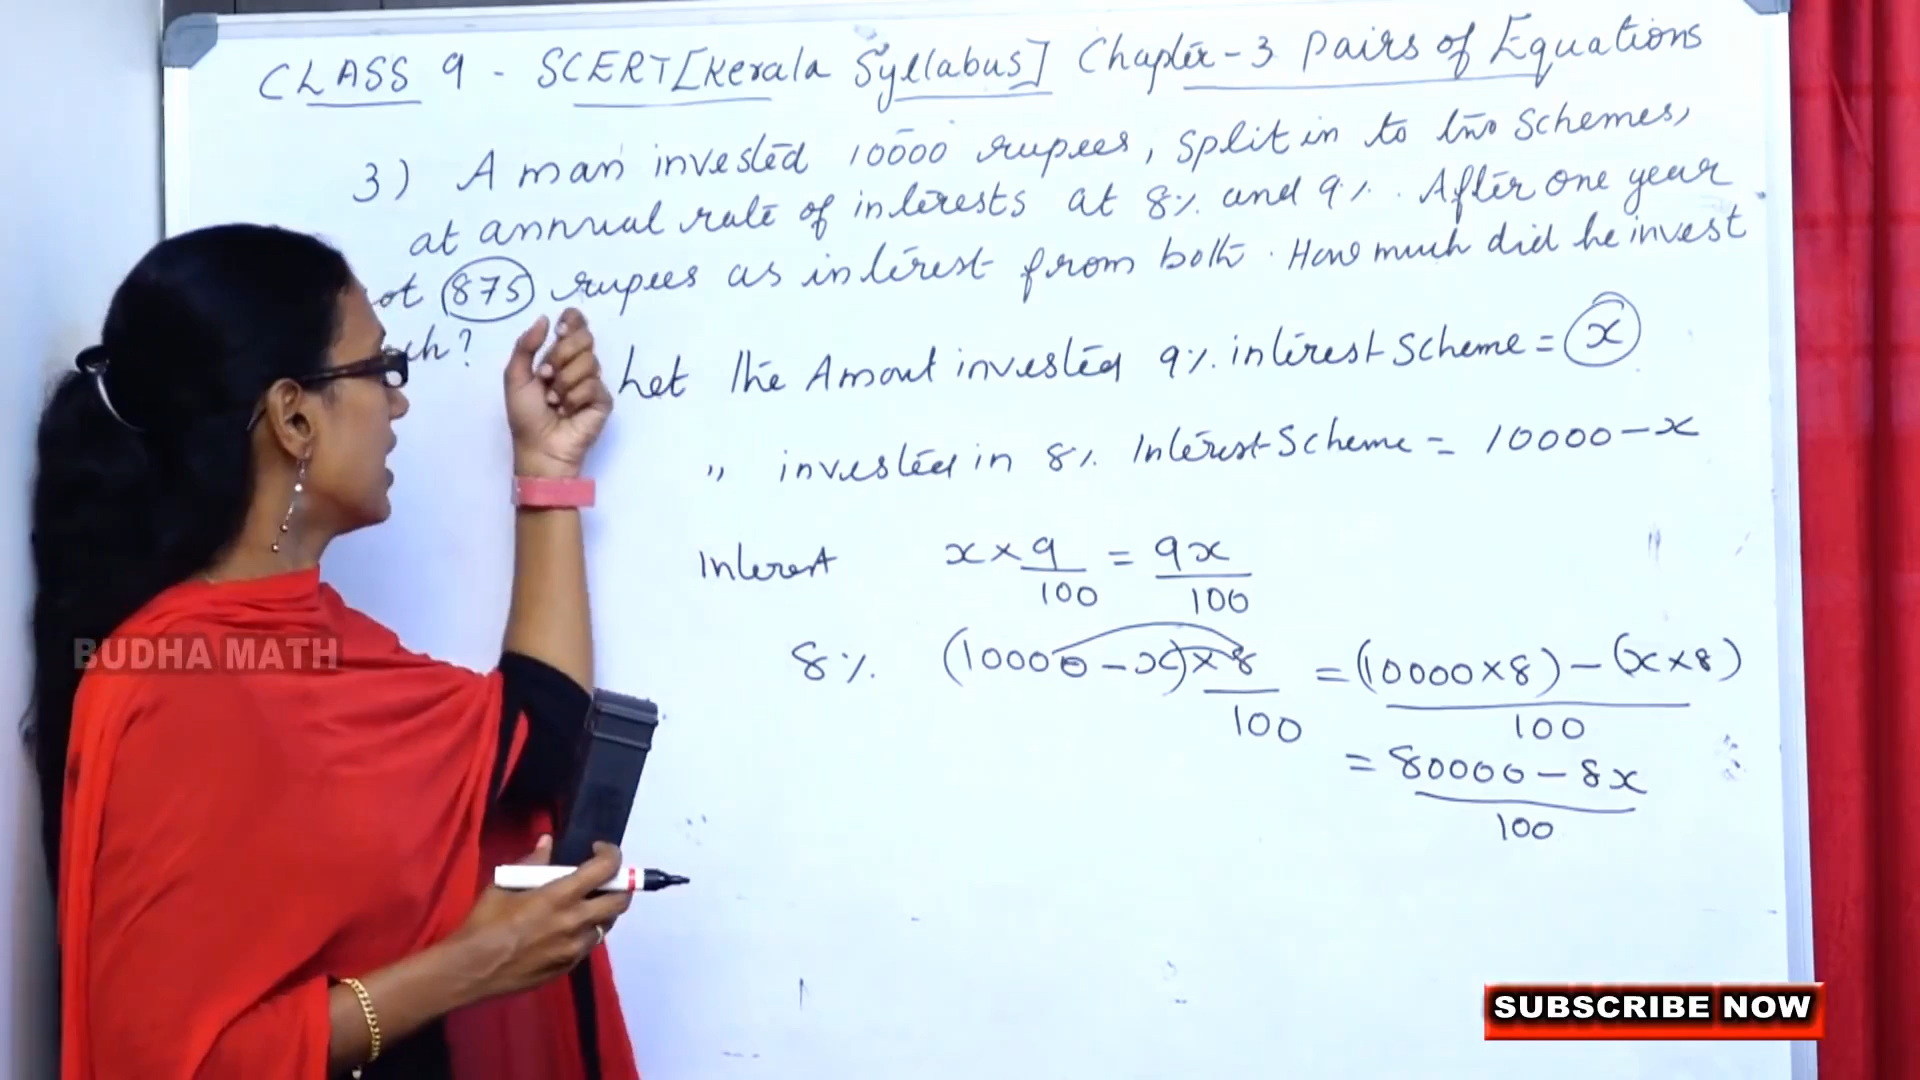 CLASS 9 - SCERT [Kerala Syllabus] Chapter-3 Pairs of Equations
3) A man invested 10000 rupees, split in to two schemes,
at annual rate of interests at 8% and 9%. After one year
ot 875 rupees as interest from both. How much did he invest
ch?
Let the Amout invested 9% interest Scheme = x
" invested in 8% Interest Scheme = 10000 - x
Interest x × 9/100 = 9x/100
8% (10000 - x) × 8/100 = (10000 × 8) - (x × 8)/100
= 80000 - 8x/100
BUDHA MATH
SUBSCRIBE NOW